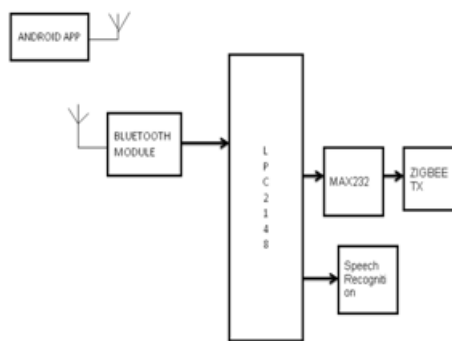 ANDROID APP
BLUETOOTH
MODULE
L
P
C
2
1
4
8
MAX232
ZIGBEE
TX
Speech
Recogniti
on